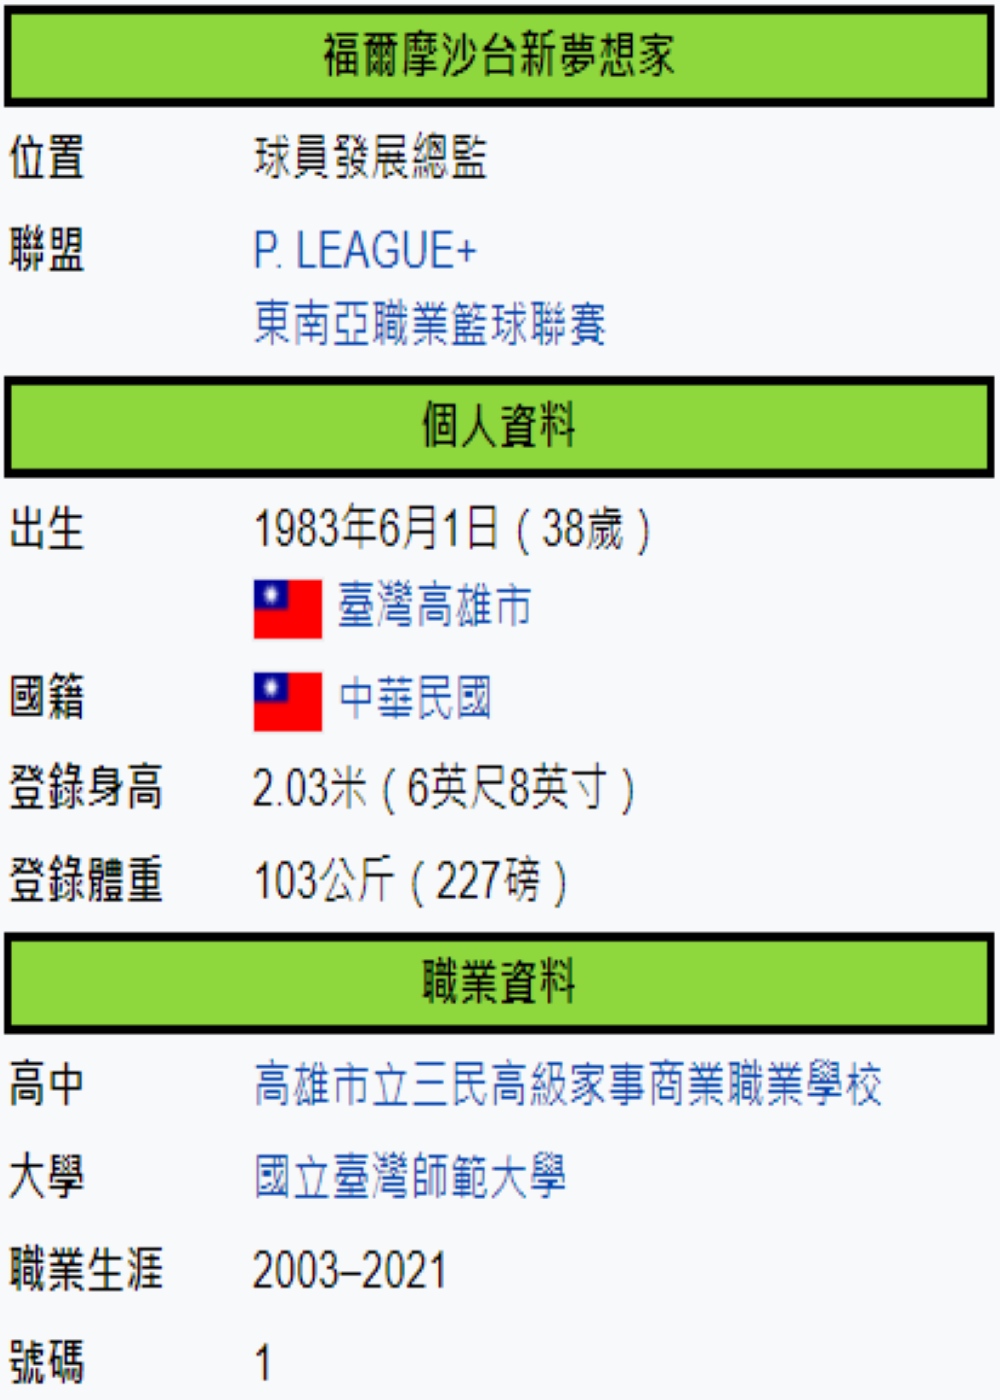 福爾摩沙台新夢想家
位置 球員發展總監
聯盟 P. LEAGUE+
東南亞職業籃球聯賽
個人資料
出生 1983年6月1日（38歲）
臺灣高雄市
國籍 中華民國
登錄身高 2.03米（6英尺8英寸）
登錄體重 103公斤（227磅）
職業資料
高中 高雄市立三民高級家事商業職業學校
大學 國立臺灣師範大學
職業生涯 2003–2021
號碼 1